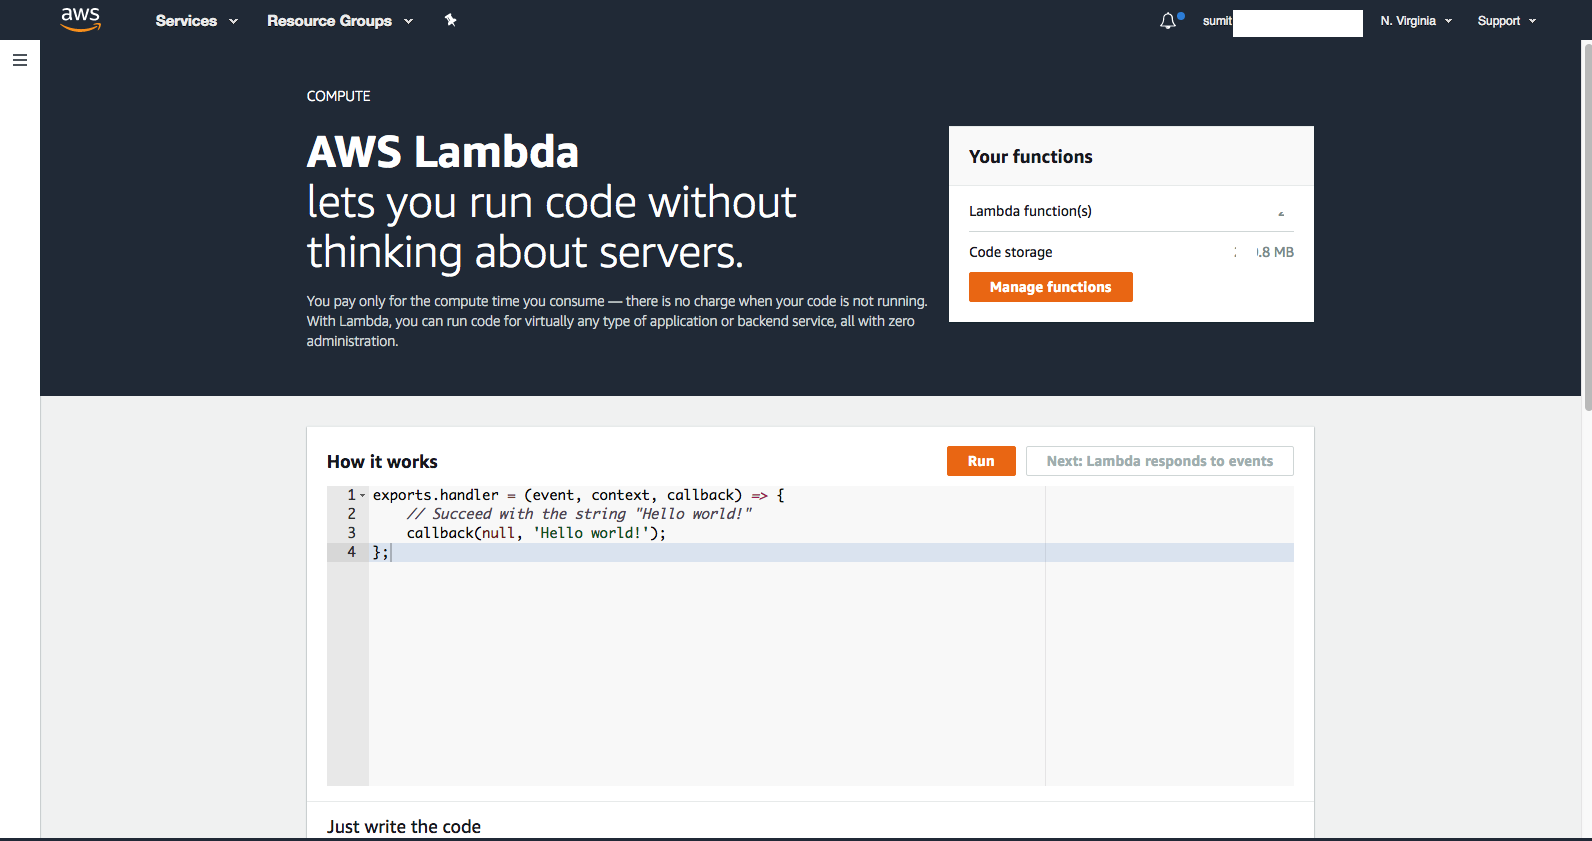 aws
Services
Resource Groups
sumit
N. Virginia
Support
COMPUTE
AWS Lambda
lets you run code without
thinking about servers.
You pay only for the compute time you consume — there is no charge when your code is not running.
With Lambda, you can run code for virtually any type of application or backend service, all with zero
administration.
Your functions
Lambda function(s)
Code storage .8 MB
Manage functions
How it works
Run
Next: Lambda responds to events
1 exports.handler = (event, context, callback) => {
2 // Succeed with the string "Hello world!"
3 callback(null, 'Hello world!');
4 };
Just write the code